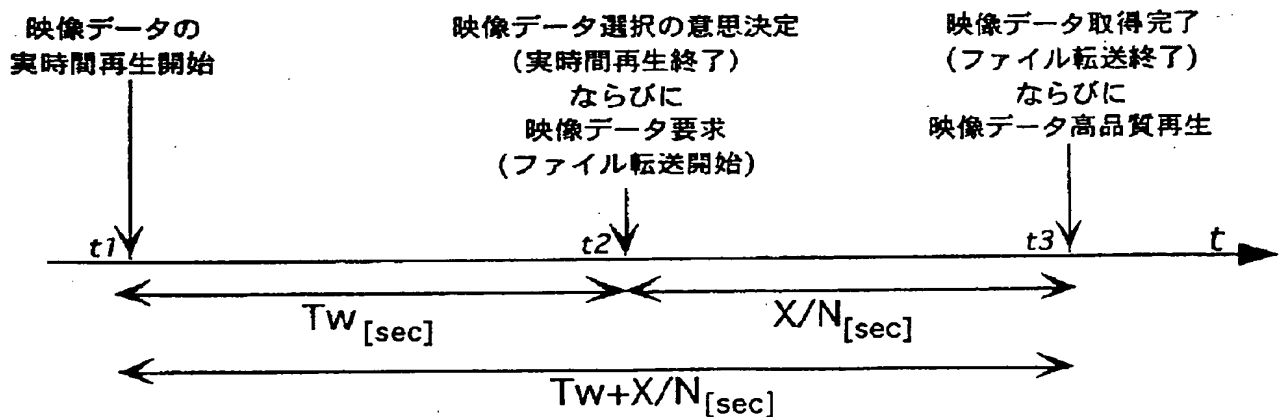 映像データの
実時間再生開始
映像データ選択の意思決定
(実時間再生終了)
ならびに
映像データ要求
(ファイル転送開始)
映像データ取得完了
(ファイル転送終了)
ならびに
映像データ高品質再生
t1
t2
t3
t
Tw[sec]
X/N[sec]
Tw+X/N[sec]